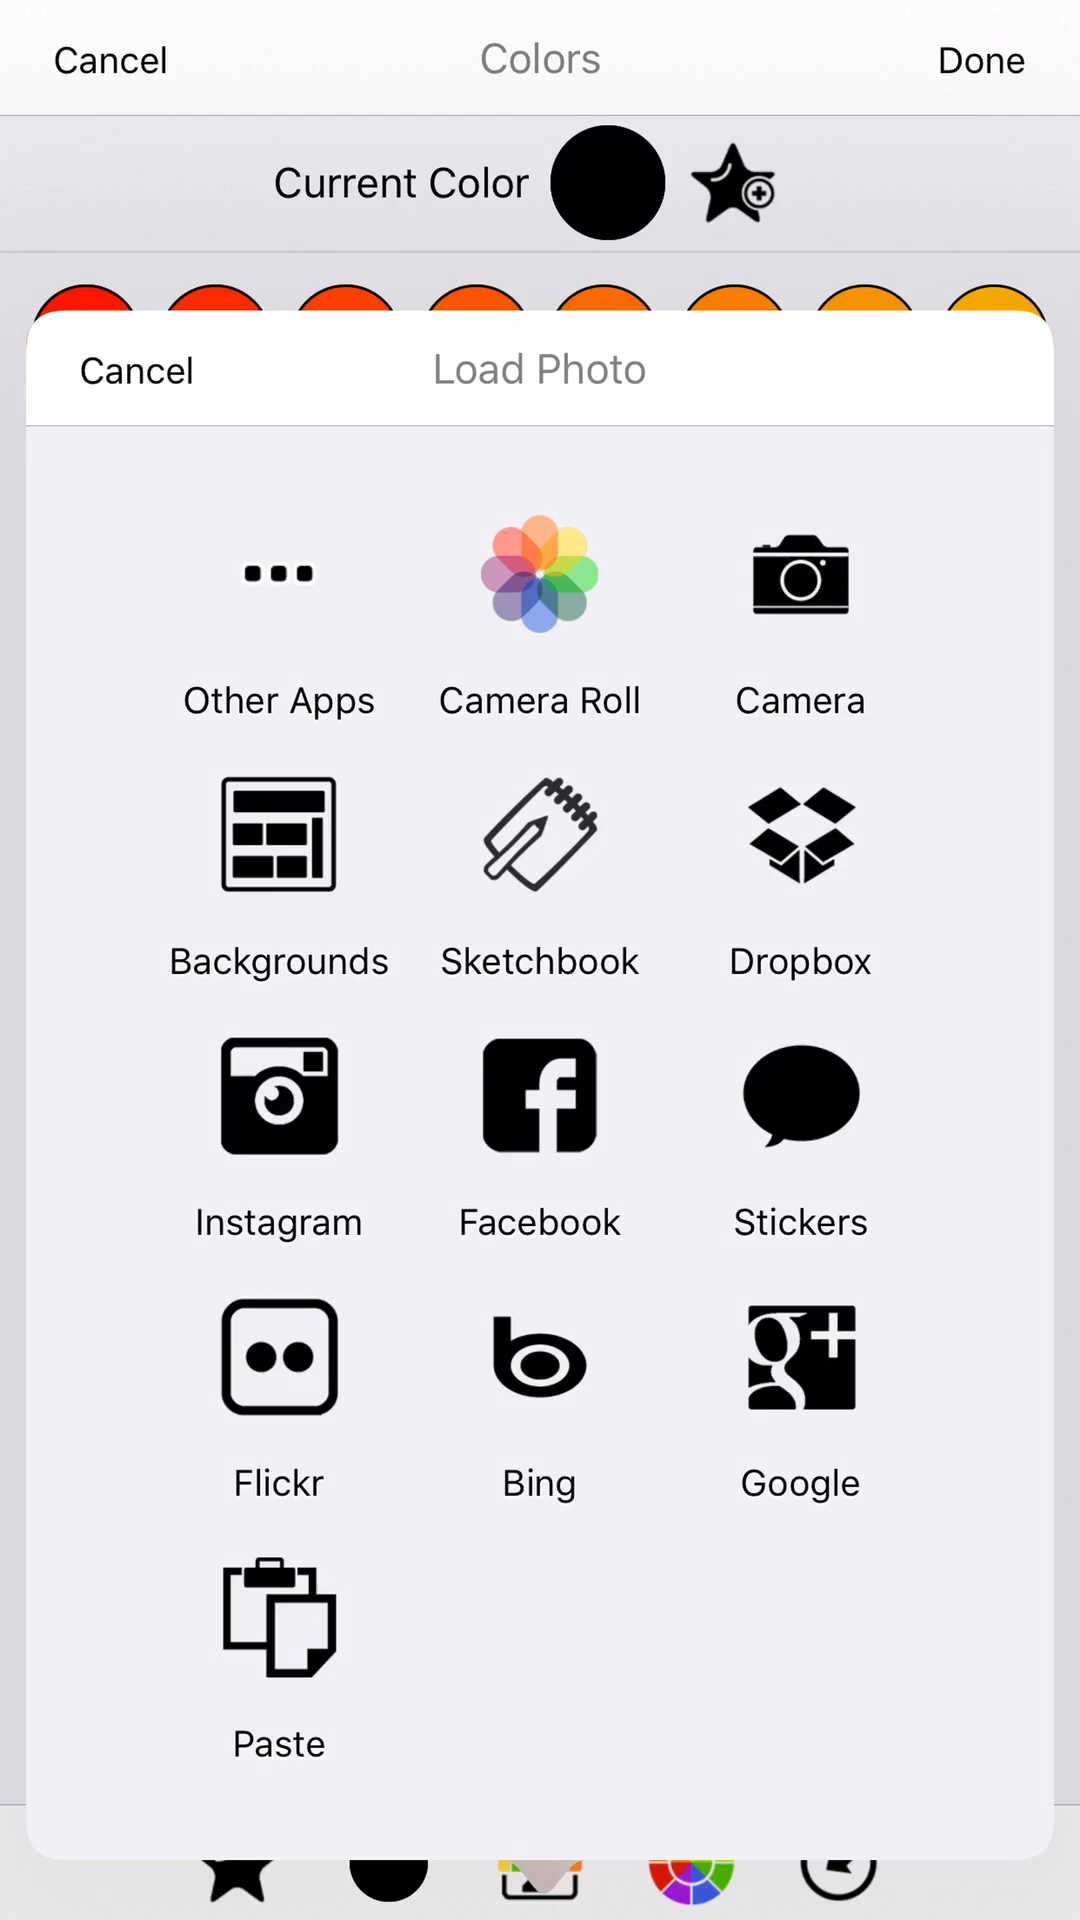 Cancel Colors Done
Current Color
Cancel Load Photo
Other Apps Camera Roll Camera
Backgrounds Sketchbook Dropbox
Instagram Facebook Stickers
Flickr Bing Google
Paste